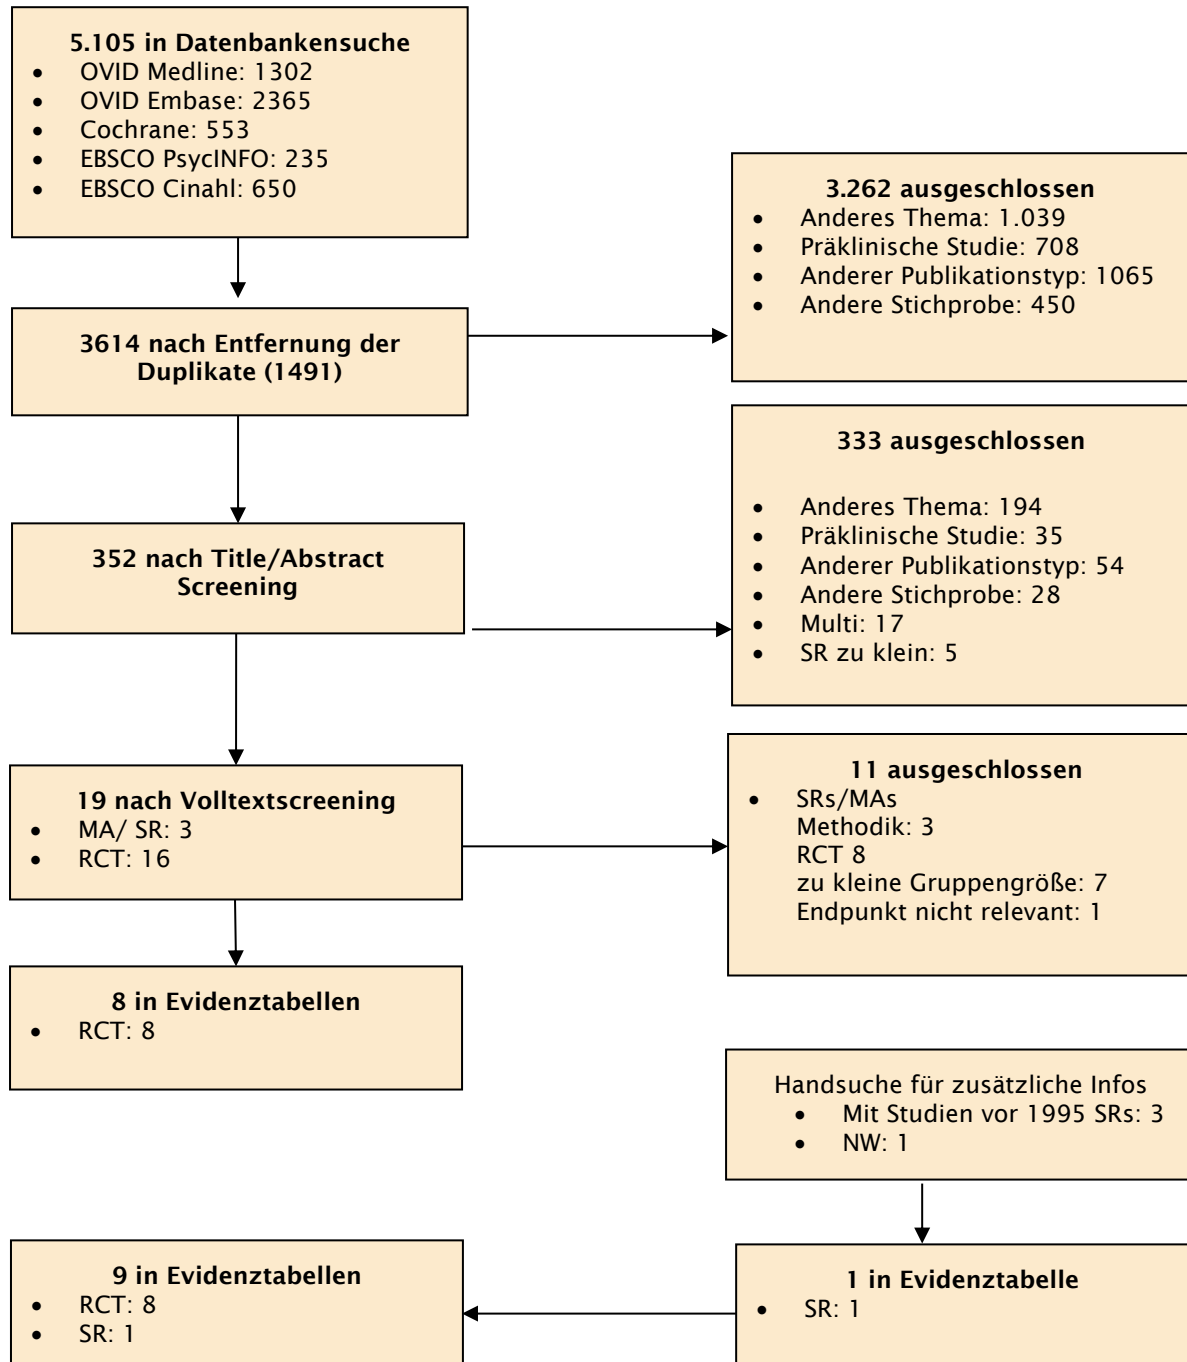 5.105 in Datenbankensuche
• OVID Medline: 1302
• OVID Embase: 2365
• Cochrane: 553
• EBSCO PsycINFO: 235
• EBSCO Cinahl: 650
3.262 ausgeschlossen
• Anderes Thema: 1.039
• Präklinische Studie: 708
• Anderer Publikationstyp: 1065
• Andere Stichprobe: 450
3614 nach Entfernung der
Duplikate (1491)
333 ausgeschlossen
• Anderes Thema: 194
• Präklinische Studie: 35
• Anderer Publikationstyp: 54
• Andere Stichprobe: 28
• Multi: 17
• SR zu klein: 5
352 nach Title/Abstract
Screening
19 nach Volltextscreening
• MA/ SR: 3
• RCT: 16
11 ausgeschlossen
• SRs/MAs
Methodik: 3
RCT 8
zu kleine Gruppengröße: 7
Endpunkt nicht relevant: 1
8 in Evidenztabellen
• RCT: 8
Handsuche für zusätzliche Infos
• Mit Studien vor 1995 SRs: 3
• NW: 1
9 in Evidenztabellen
• RCT: 8
• SR: 1
1 in Evidenztabelle
• SR: 1